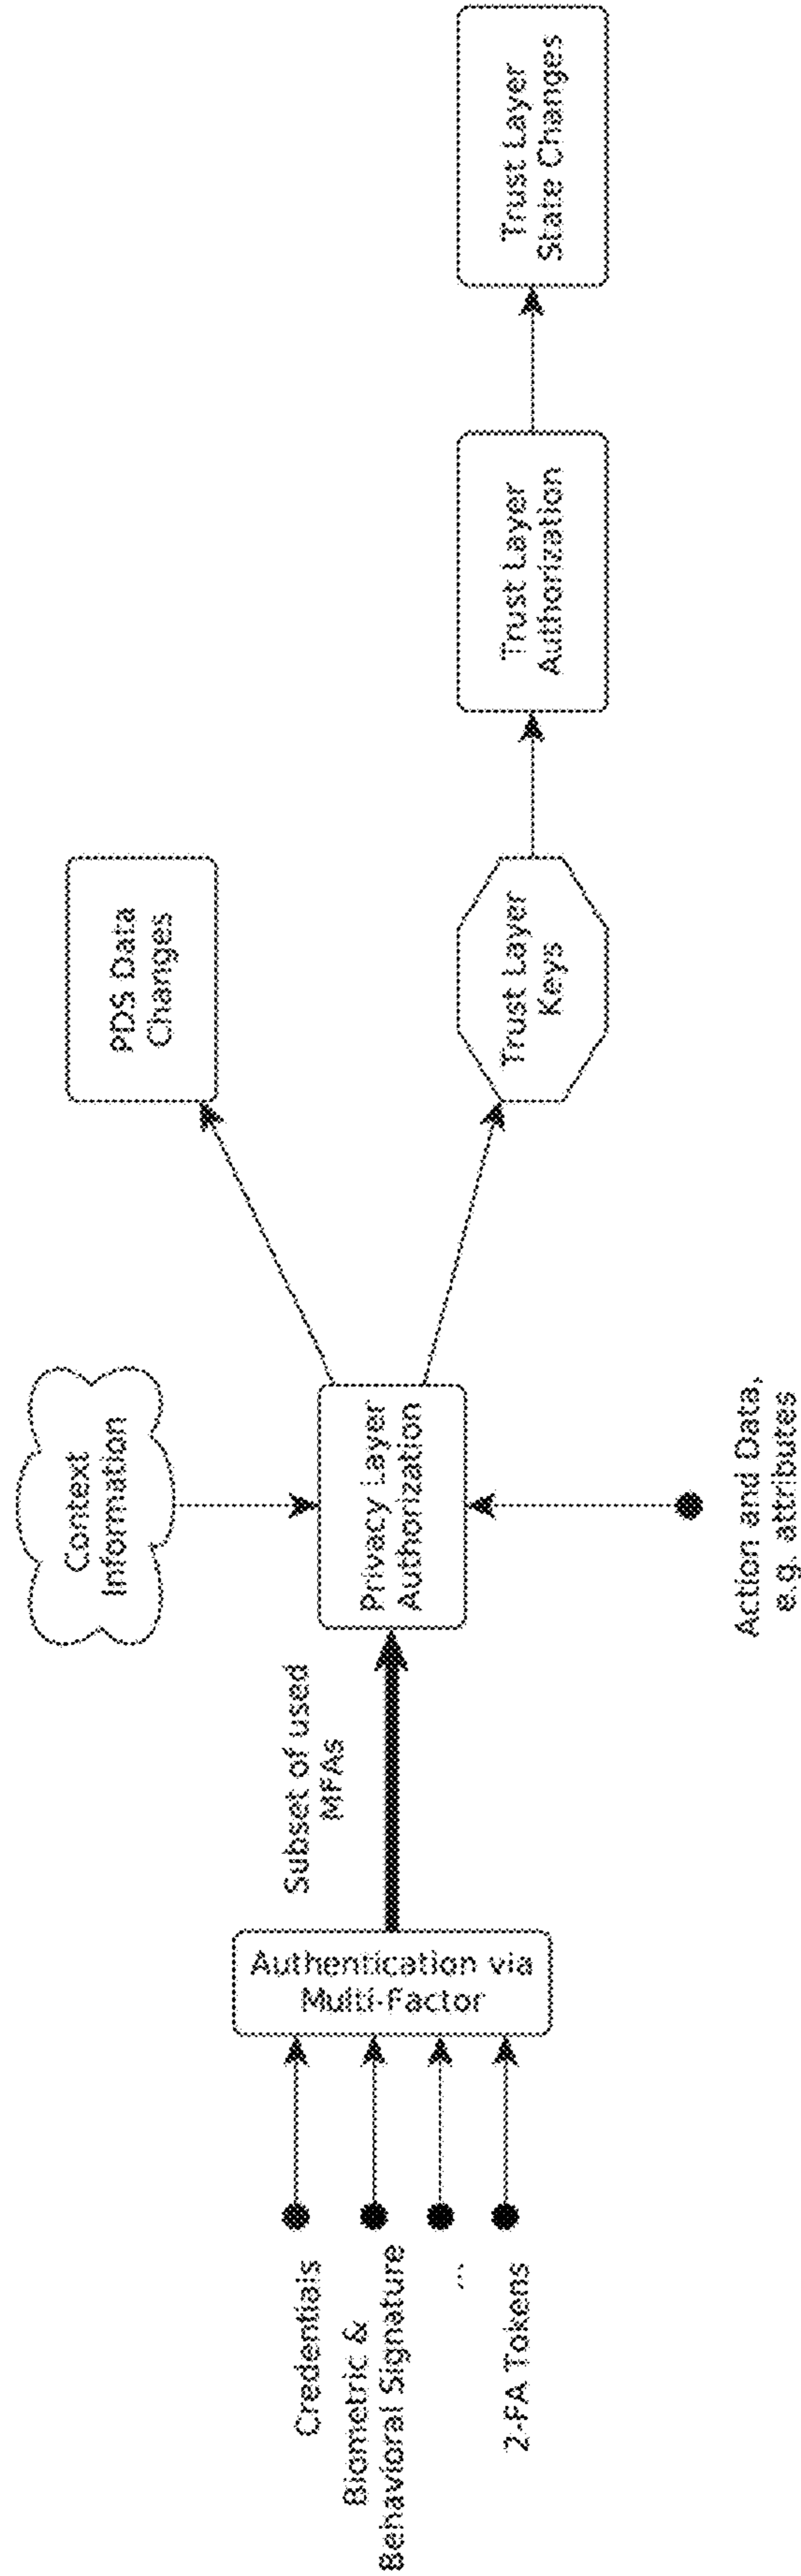 Credentials
Biometric &
Behavioral Signature
...
2-FA Tokens
Authentication via
Multi-Factor
Subset of used
MFAs
Context
Information
Privacy Layer
Authorization
Action and Data,
e.g. attributes
PDS Data
Changes
Trust Layer
Keys
Trust Layer
Authorization
Trust Layer
State Changes